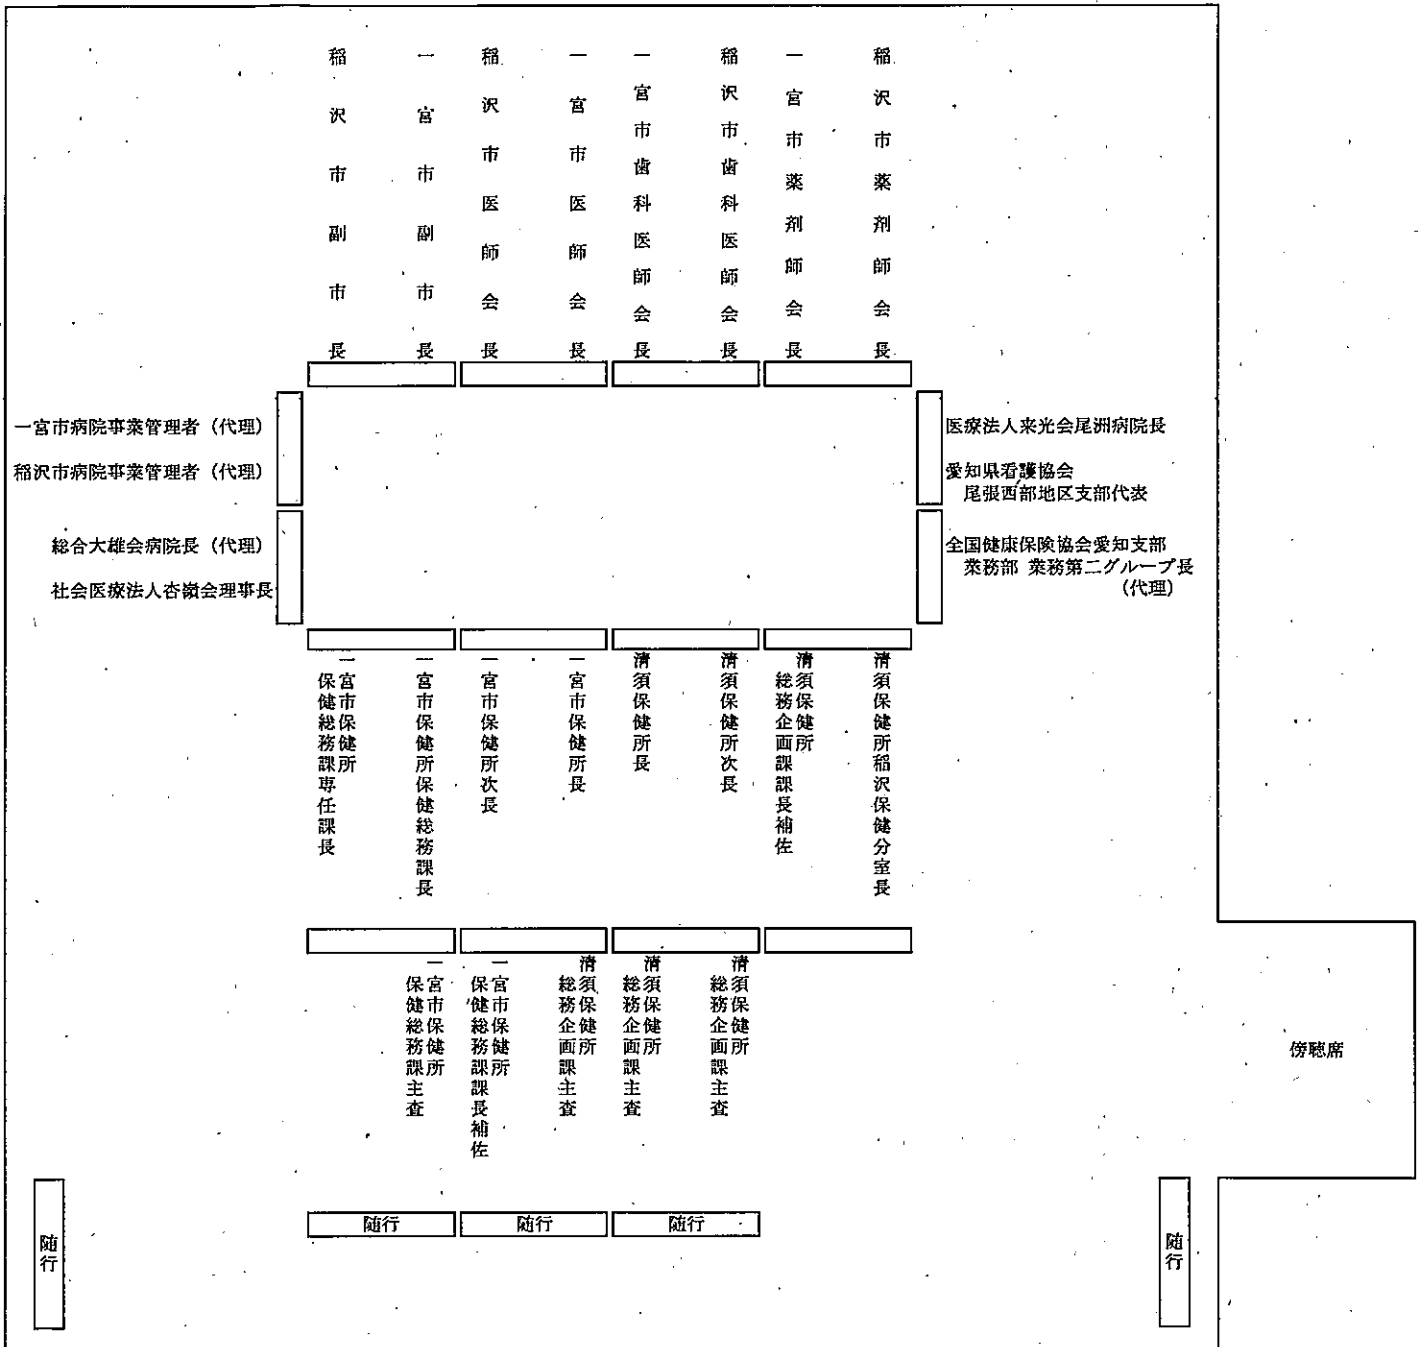 稲沢市副市長
一宮市副市長
稲沢市医師会長
一宮市医師会長
一宮市歯科医師会長
稲沢市歯科医師会長
一宮市薬剤師会長
稲沢市薬剤師会長
一宮市病院事業管理者（代理）
稲沢市病院事業管理者（代理）
総合大雄会病院長（代理）
社会医療法人杏嶺会理事長
医療法人来光会尾洲病院長
愛知県看護協会
尾張西部地区支部代表
全国健康保険協会愛知支部
業務部 業務第二グループ長
（代理）
一宮市保健所
保健総務課専任課長
一宮市保健所保健総務課長
一宮市保健所次長
一宮市保健所長
清須保健所長
清須保健所次長
清須保健所
総務企画課課長補佐
清須保健所稲沢保健分室長
一宮市保健所
保健総務課主査
一宮市保健所
保健総務課課長補佐
清須保健所
総務企画課主査
清須保健所
総務企画課主査
清須保健所
総務企画課主査
傍聴席
随行
随行
随行
随行
随行